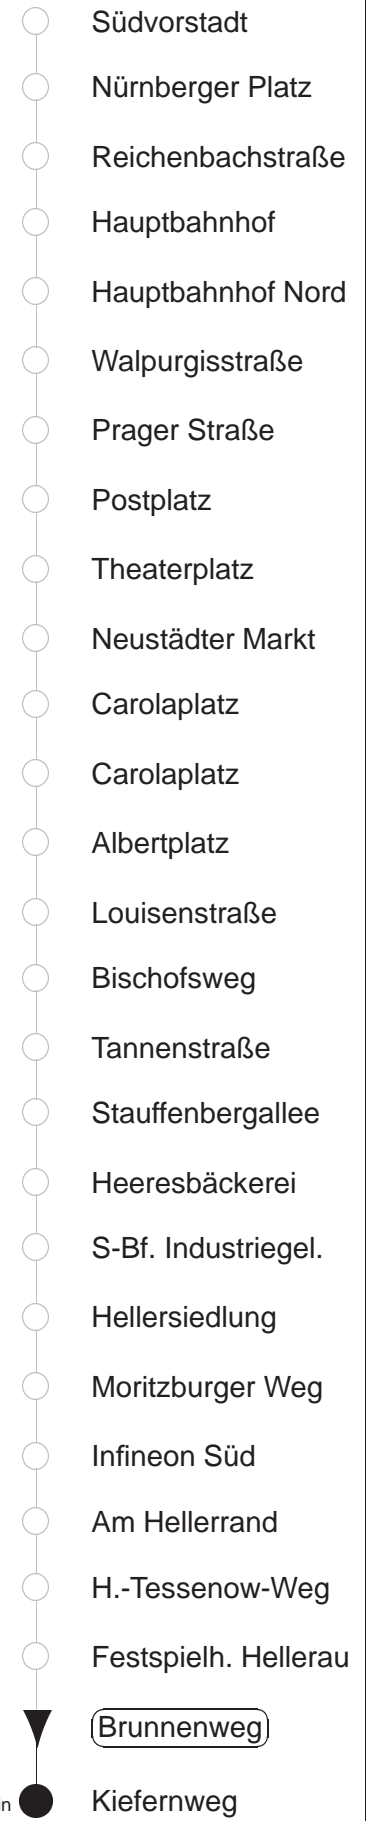 Südvorstadt
Nürnberger Platz
Reichenbachstraße
Hauptbahnhof
Hauptbahnhof Nord
Walpurgisstraße
Prager Straße
Postplatz
Theaterplatz
Neustädter Markt
Carolaplatz
Carolaplatz
Albertplatz
Louisenstraße
Bischofsweg
Tannenstraße
Stauffenbergallee
Heeresbäckerei
S-Bf. Industriegel.
Hellersiedlung
Moritzburger Weg
Infineon Süd
Am Hellerrand
H.-Tessenow-Weg
Festspielh. Hellerau
Brunnenweg
Kiefernweg